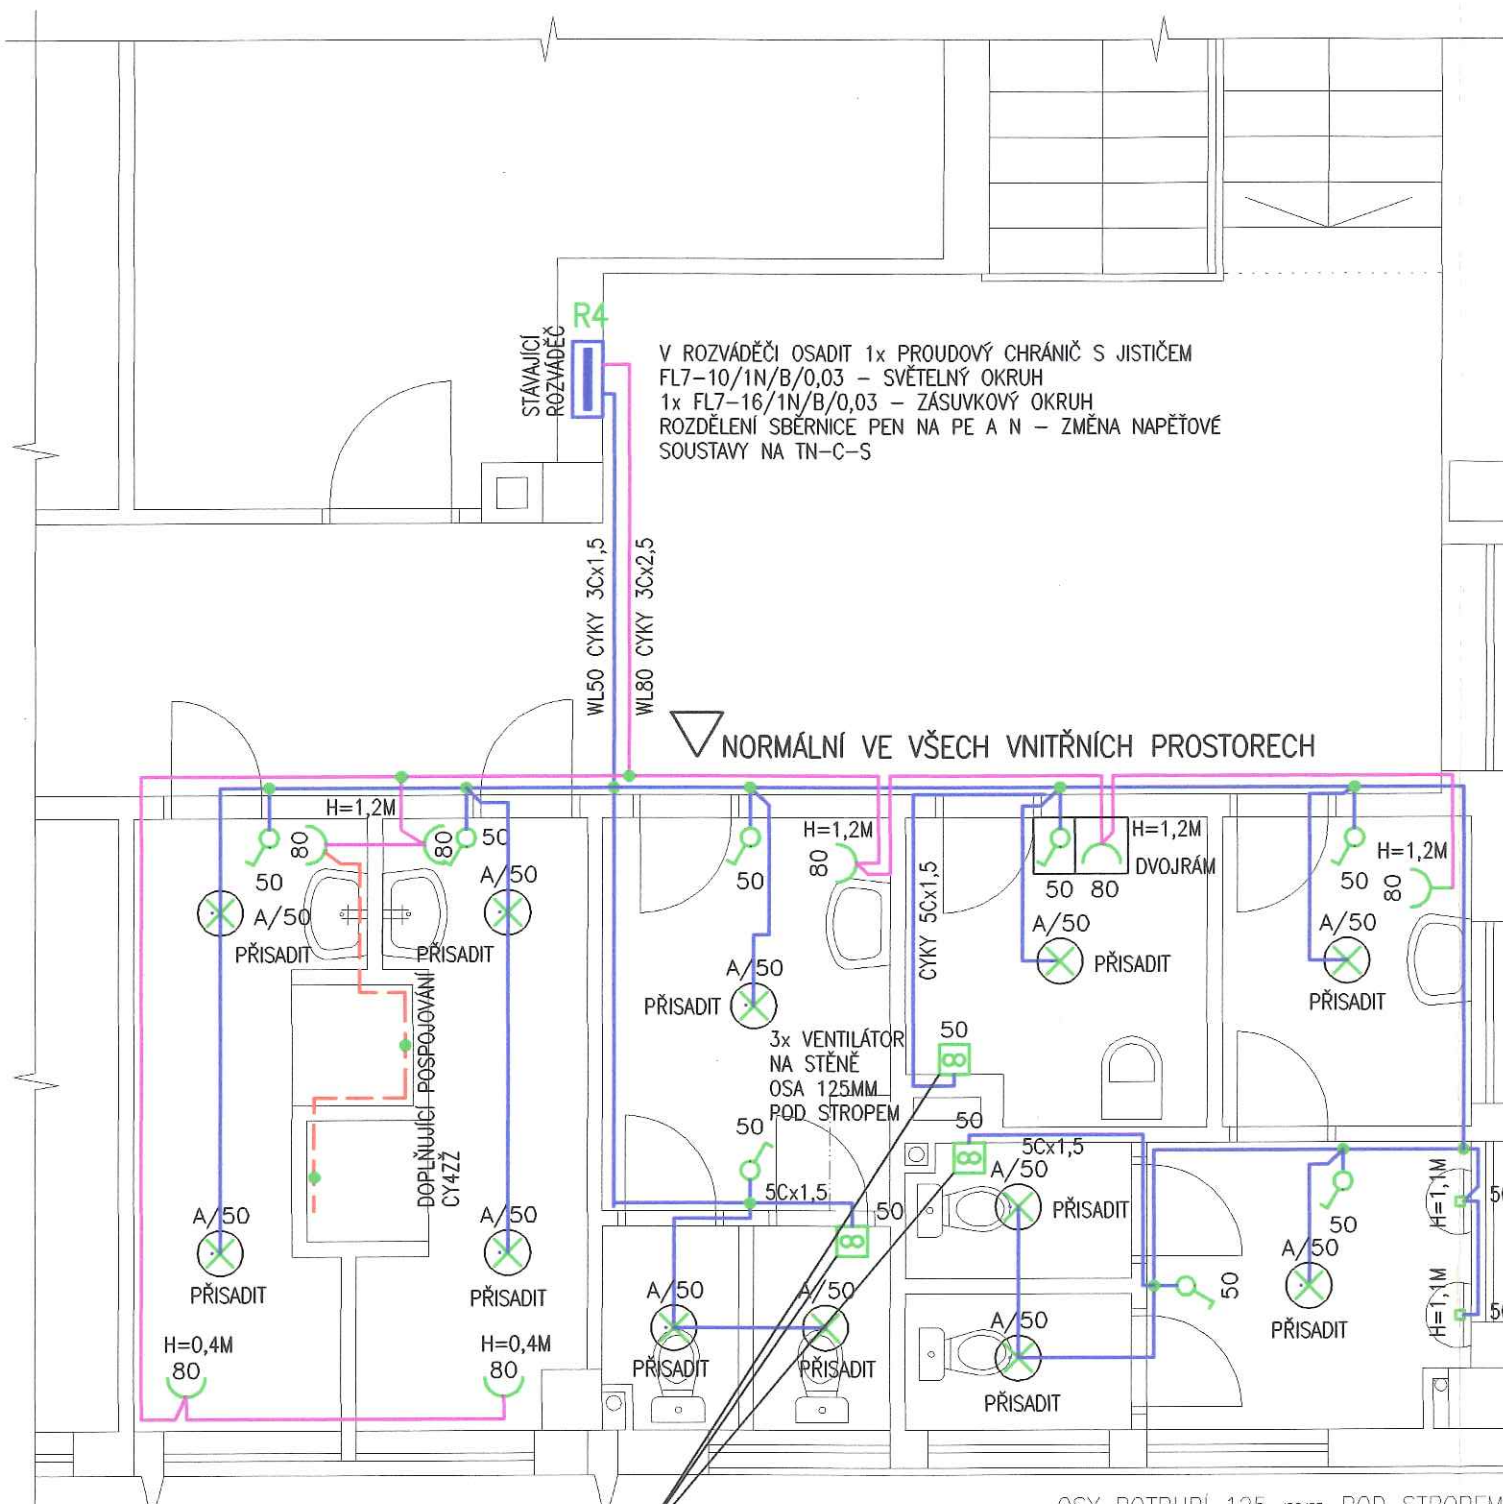 R4
STÁVAJÍCÍ
ROZVÁDĚČ
V ROZVÁDĚČI OSADIT 1x PROUDOVÝ CHRÁNIČ S JISTIČEM
FL7-10/1N/B/0,03 - SVĚTELNÝ OKRUH
1x FL7-16/1N/B/0,03 - ZÁSUVKOVÝ OKRUH
ROZDĚLENÍ SBĚRNICE PEN NA PE A N - ZMĚNA NAPĚŤOVÉ
SOUSTAVY NA TN-C-S
WL50 CYKY 3Cx1,5
WL80 CYKY 3Cx2,5
NORMÁLNÍ VE VŠECH VNITŘNÍCH PROSTORECH
H=1,2M
80
50
80
50
A/50
A/50
PŘISADIT
PŘISADIT
DOPLŇUJÍCÍ POSPOJOVÁNÍ
CY4ZŽ
A/50
PŘISADIT
A/50
PŘISADIT
H=0,4M
80
H=0,4M
80
50
H=1,2M
80
A/50
PŘISADIT
3x VENTILÁTOR
NA STĚNĚ
OSA 125MM
POD STROPEM
50
5Cx1,5
50
A/50
PŘISADIT
A/50
PŘISADIT
CYKY 5Cx1,5
50
80
H=1,2M
DVOJRÁM
A/50
PŘISADIT
50
50
5Cx1,5
A/50
PŘISADIT
A/50
PŘISADIT
50
H=1,2M
80
A/50
PŘISADIT
50
50
A/50
PŘISADIT
H=1,1M
H=1,1M